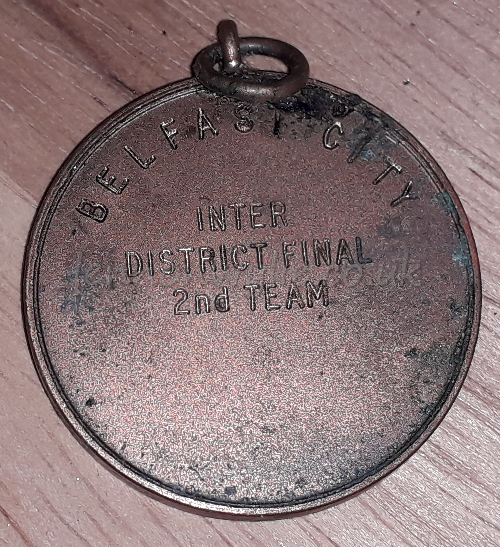 BELFAST CITY
INTER
DISTRICT FINAL
2nd TEAM